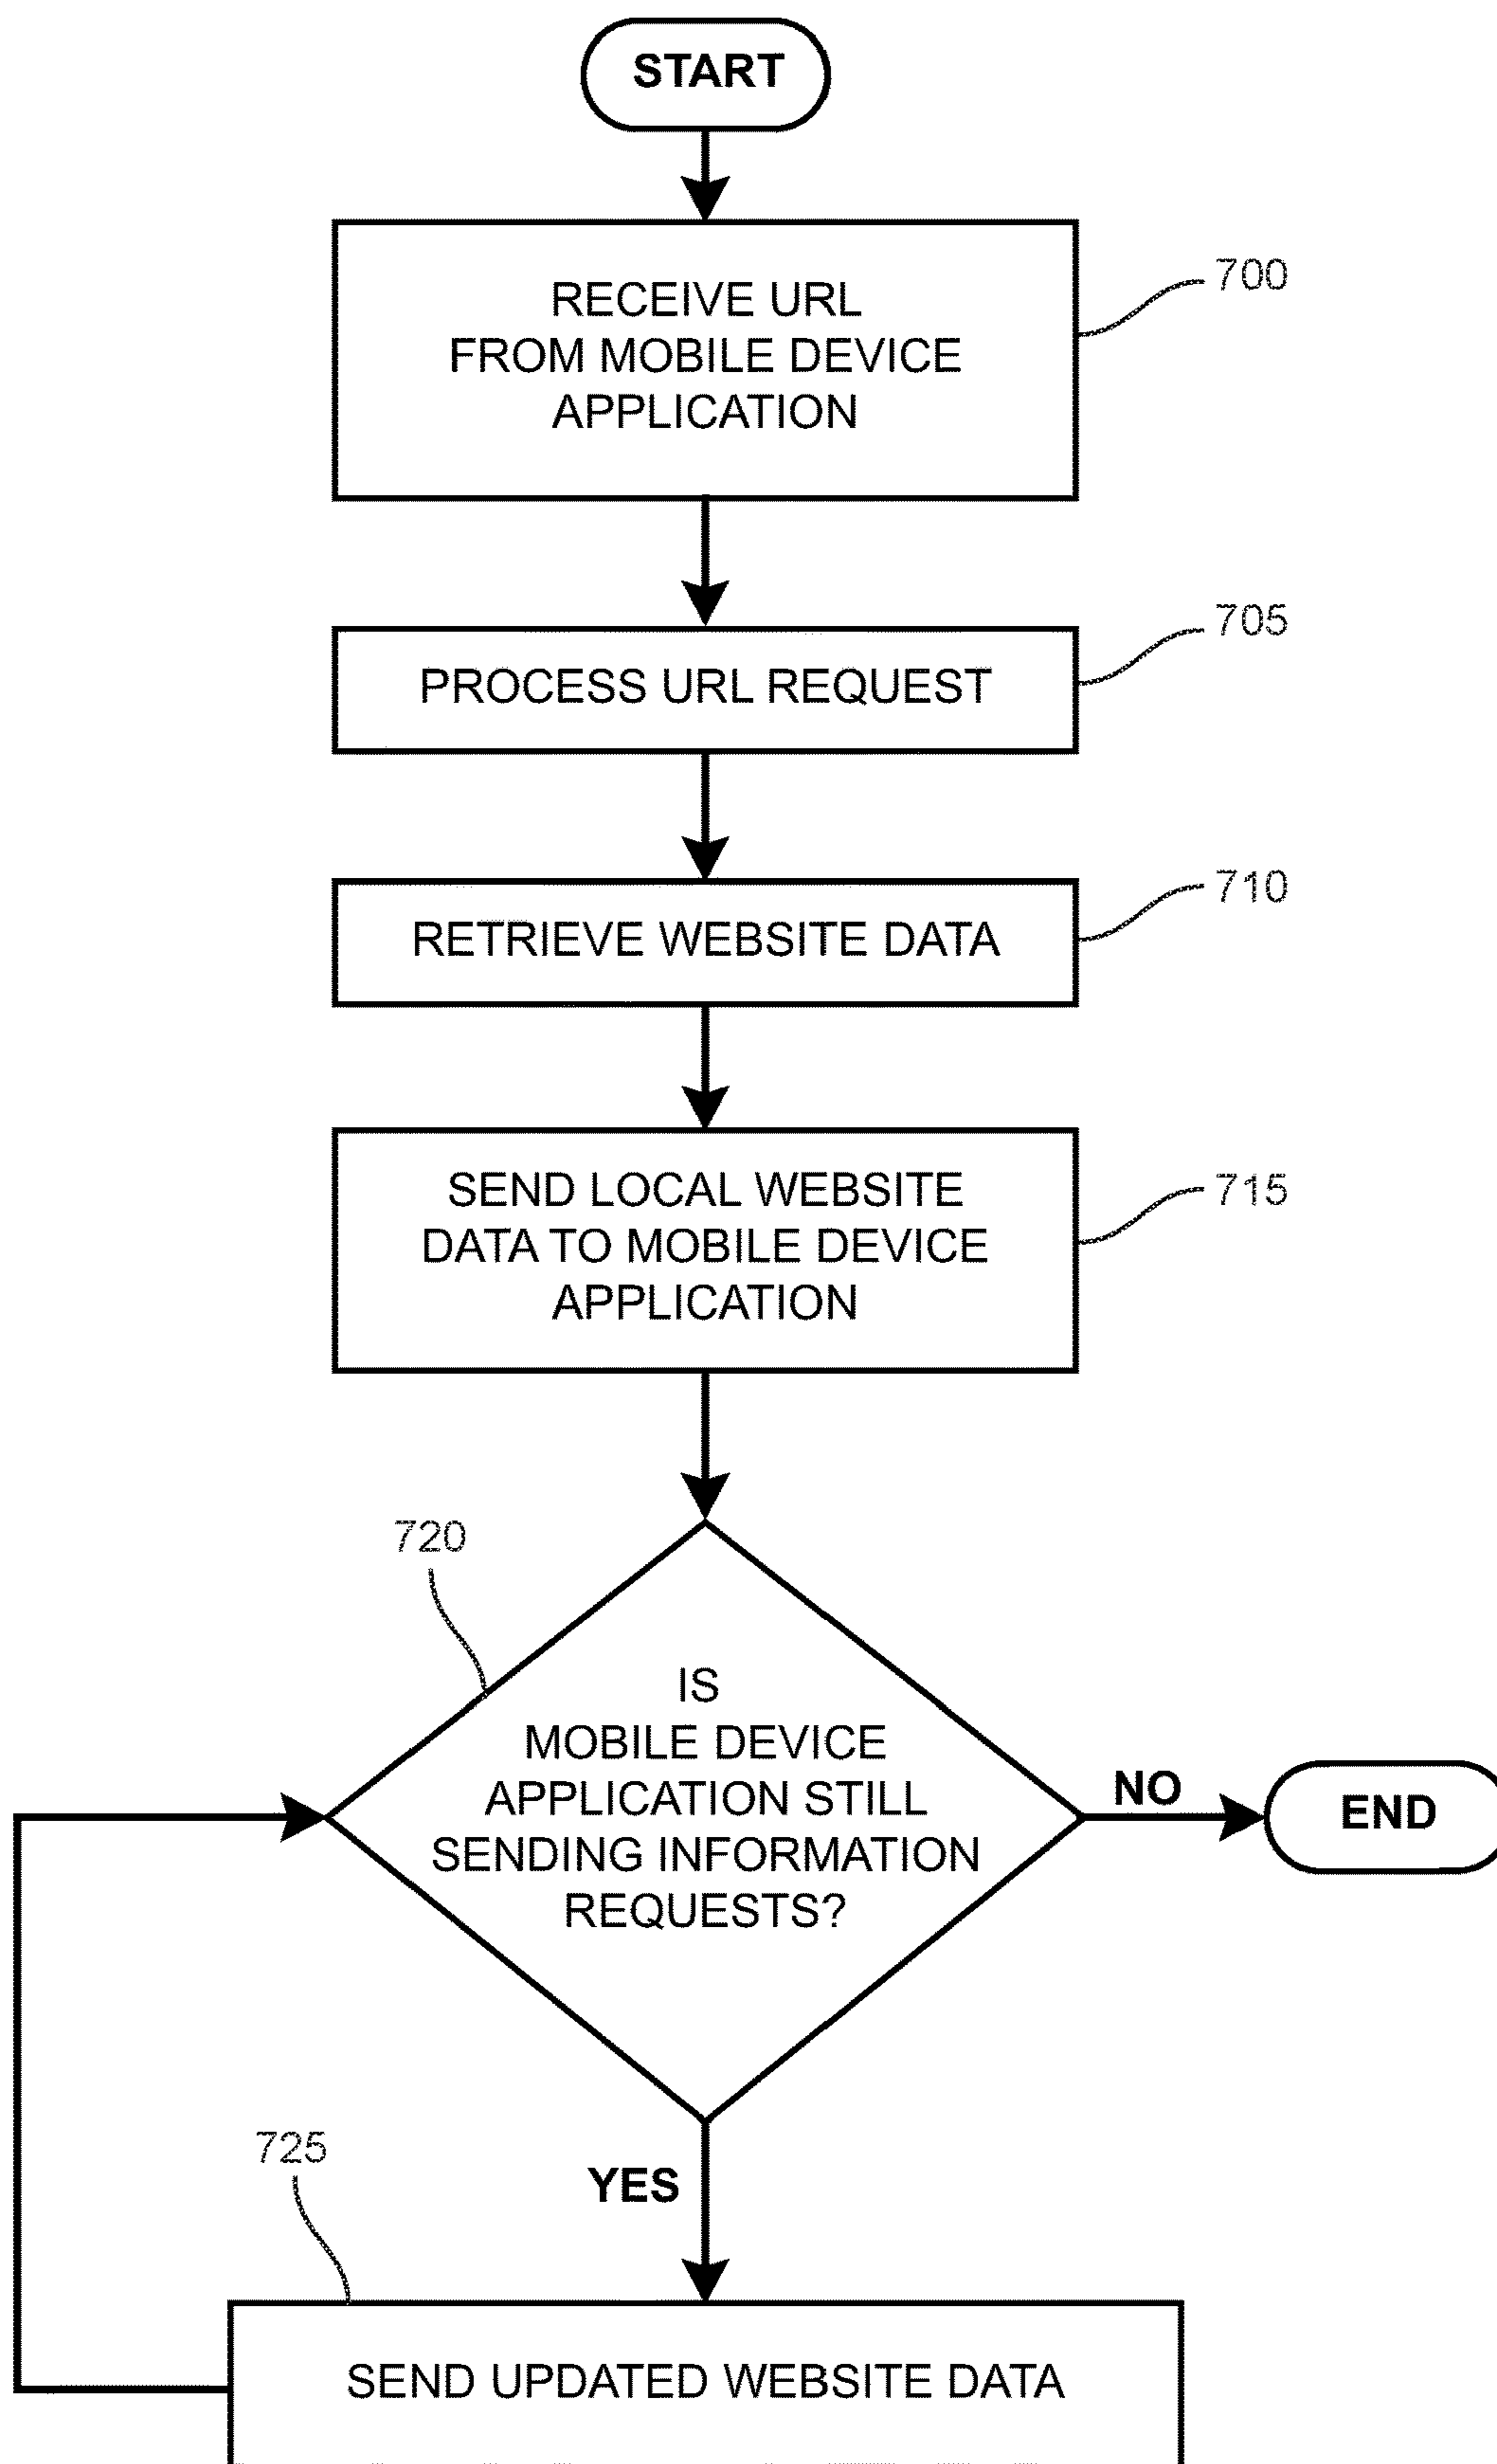 START
RECEIVE URL
FROM MOBILE DEVICE
APPLICATION
700
PROCESS URL REQUEST
705
RETRIEVE WEBSITE DATA
710
SEND LOCAL WEBSITE
DATA TO MOBILE DEVICE
APPLICATION
715
720
IS
MOBILE DEVICE
APPLICATION STILL
SENDING INFORMATION
REQUESTS?
NO
END
YES
725
SEND UPDATED WEBSITE DATA